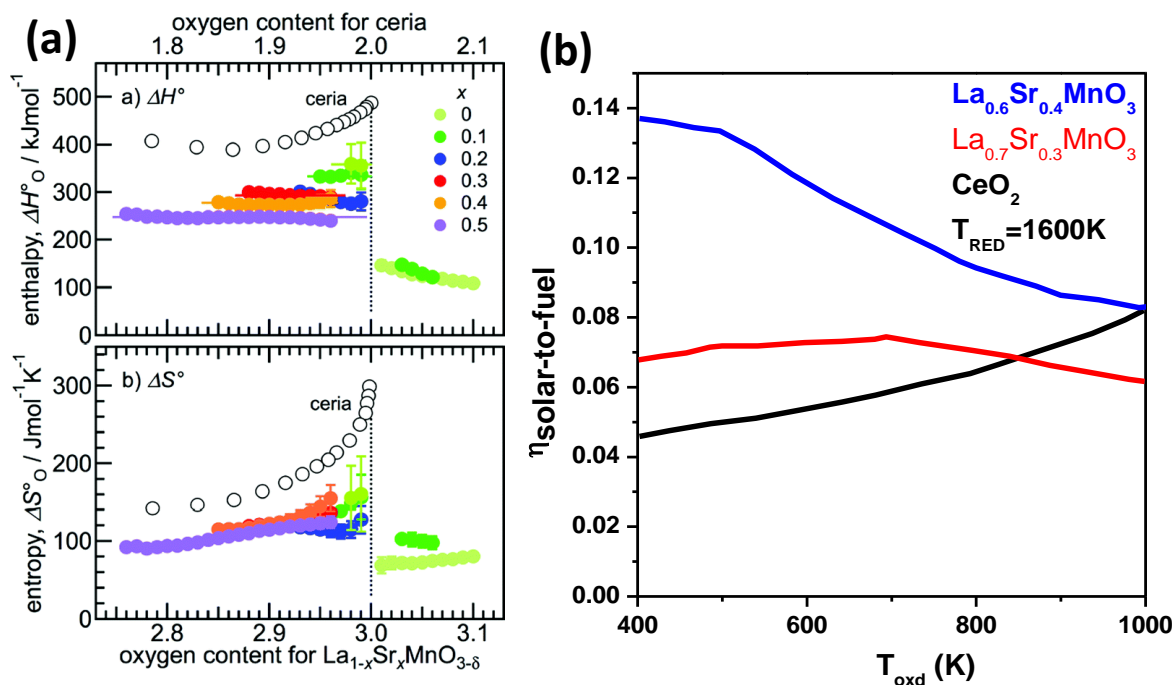 (a)
oxygen content for ceria
1.8 1.9 2.0 2.1
a) ΔH°
ceria
x
0
0.1
0.2
0.3
0.4
0.5
500
400
300
200
100
0
enthalpy, ΔH°O / kJmol⁻¹
b) ΔS°
ceria
300
200
100
0
entropy, ΔS°O / Jmol⁻¹K⁻¹
2.8 2.9 3.0 3.1
oxygen content for La1-xSrxMnO3-δ
(b)
La0.6Sr0.4MnO3
La0.7Sr0.3MnO3
CeO2
TRED=1600K
0.14
0.12
0.10
0.08
0.06
0.04
0.02
0.00
ηsolar-to-fuel
400 600 800 1000
Toxd (K)